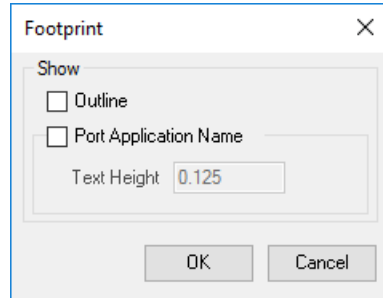 Footprint
Show
Outline
Port Application Name
Text Height 0.125
OK Cancel